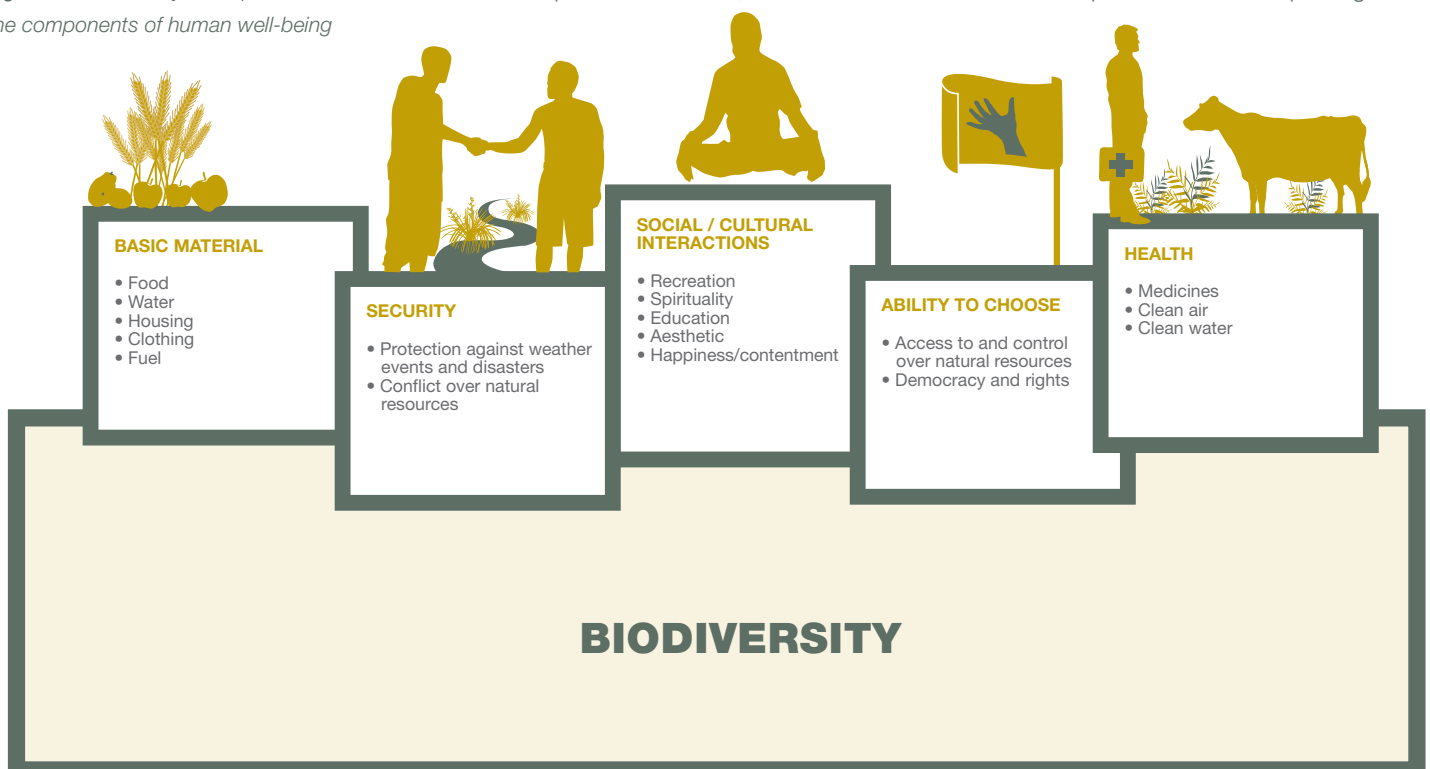 he components of human well-being
BASIC MATERIAL
• Food
• Water
• Housing
• Clothing
• Fuel
SECURITY
• Protection against weather
events and disasters
• Conflict over natural
resources
SOCIAL / CULTURAL
INTERACTIONS
• Recreation
• Spirituality
• Education
• Aesthetic
• Happiness/contentment
ABILITY TO CHOOSE
• Access to and control
over natural resources
• Democracy and rights
HEALTH
• Medicines
• Clean air
• Clean water
BIODIVERSITY